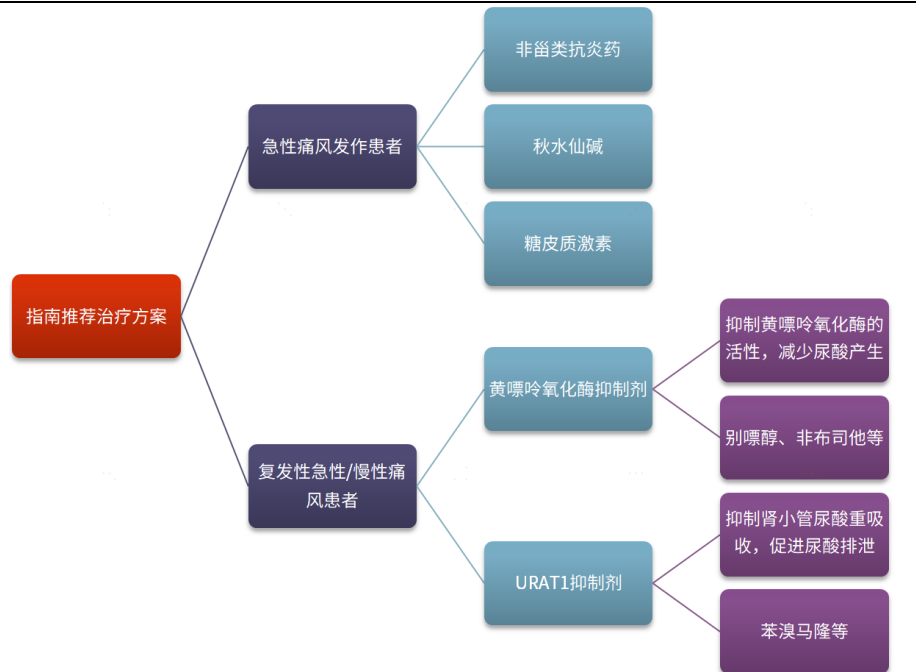 指南推荐治疗方案
急性痛风发作患者
非甾类抗炎药
秋水仙碱
糖皮质激素
复发性急性/慢性痛
风患者
黄嘌呤氧化酶抑制剂
抑制黄嘌呤氧化酶的
活性，减少尿酸产生
别嘌醇、非布司他等
URAT1抑制剂
抑制肾小管尿酸重吸
收，促进尿酸排泄
苯溴马隆等